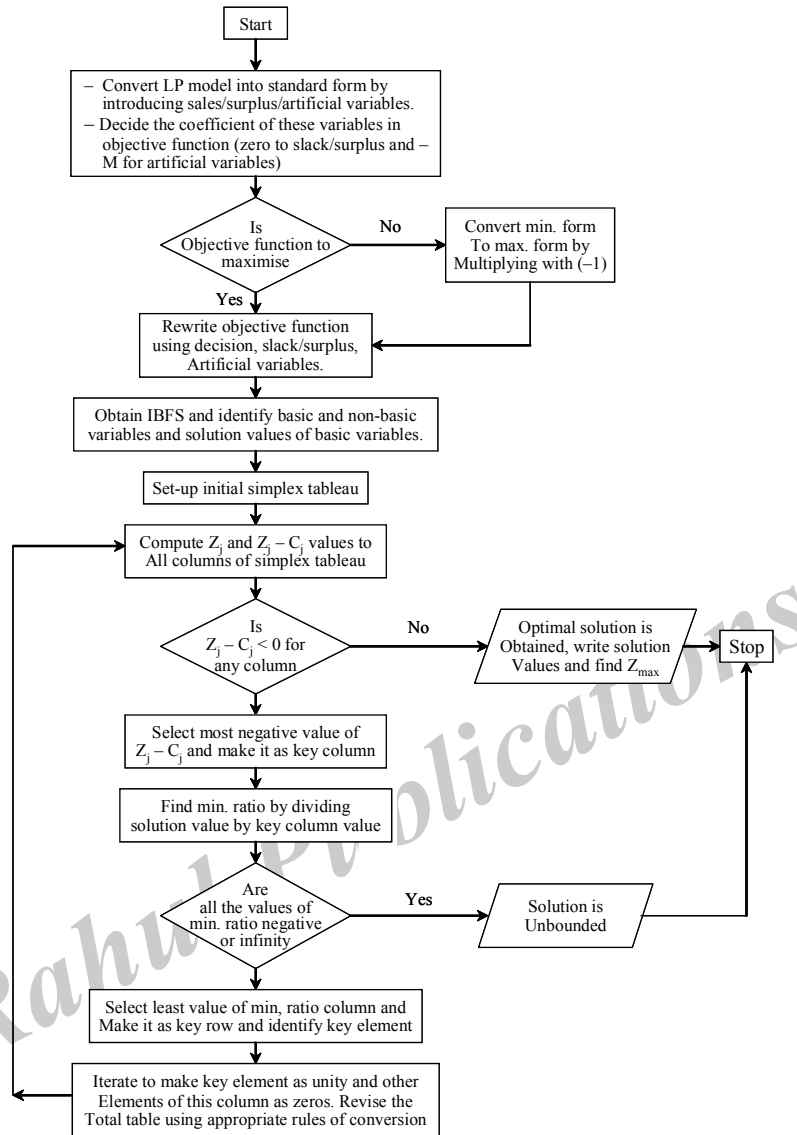 Start
– Convert LP model into standard form by
introducing sales/surplus/artificial variables.
– Decide the coefficient of these variables in
objective function (zero to slack/surplus and –
M for artificial variables)
Is
Objective function to
maximise
No
Convert min. form
To max. form by
Multiplying with (–1)
Yes
Rewrite objective function
using decision, slack/surplus,
Artificial variables.
Obtain IBFS and identify basic and non-basic
variables and solution values of basic variables.
Set-up initial simplex tableau
Compute Zj and Zj – Cj values to
All columns of simplex tableau
Is
Zj – Cj < 0 for
any column
No
Optimal solution is
Obtained, write solution
Values and find Zmax
Stop
Select most negative value of
Zj – Cj and make it as key column
Find min. ratio by dividing
solution value by key column value
Are
all the values of
min. ratio negative
or infinity
Yes
Solution is
Unbounded
Select least value of min, ratio column and
Make it as key row and identify key element
Iterate to make key element as unity and other
Elements of this column as zeros. Revise the
Total table using appropriate rules of conversion
Rahul Publications